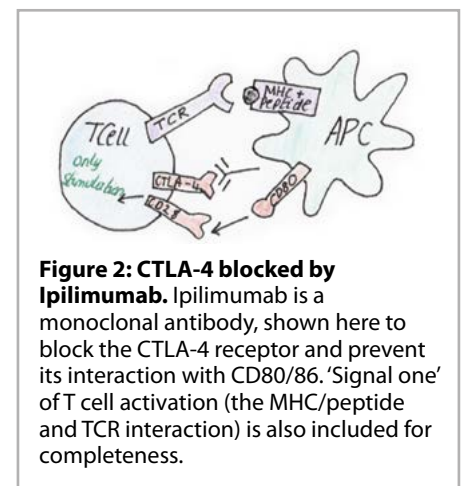 TCell
TCR
MHC +
peptide
APC
only
stimulation
CTLA-4
CD28
CD80
Figure 2: CTLA-4 blocked by
Ipilimumab. Ipilimumab is a
monoclonal antibody, shown here to
block the CTLA-4 receptor and prevent
its interaction with CD80/86. ‘Signal one’
of T cell activation (the MHC/peptide
and TCR interaction) is also included for
completeness.